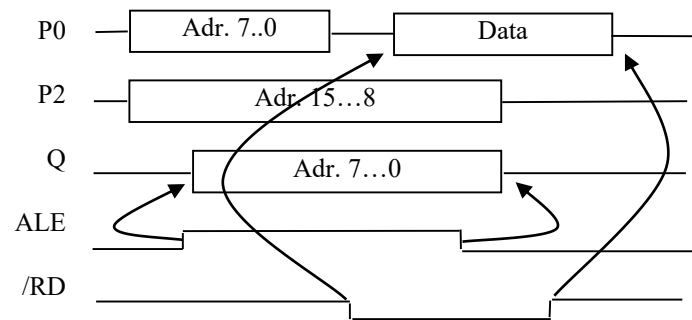 P0 Adr. 7..0 Data
P2 Adr. 15…8
Q Adr. 7…0
ALE
/RD